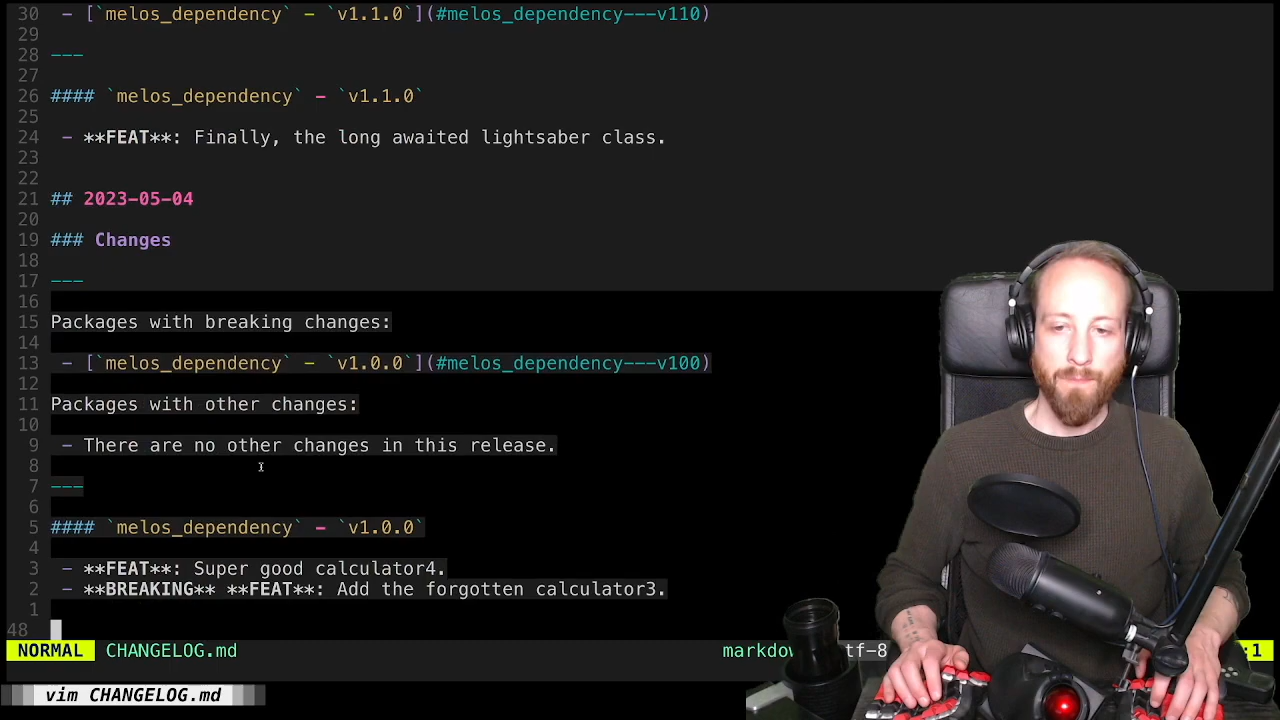 30 - [`melos_dependency` - `v1.1.0`](#melos_dependency---v110)
29
28 ---
27
26 #### `melos_dependency` - `v1.1.0`
25
24 - **FEAT**: Finally, the long awaited lightsaber class.
23
22
21 ## 2023-05-04
20
19 ### Changes
18
17 ---
16
15 Packages with breaking changes:
14
13 - [`melos_dependency` - `v1.0.0`](#melos_dependency---v100)
12
11 Packages with other changes:
10
9 - There are no other changes in this release.
8
7 ---
6
5 #### `melos_dependency` - `v1.0.0`
4
3 - **FEAT**: Super good calculator4.
2 - **BREAKING** **FEAT**: Add the forgotten calculator3.
1
48
NORMAL CHANGELOG.md :1
vim CHANGELOG.md